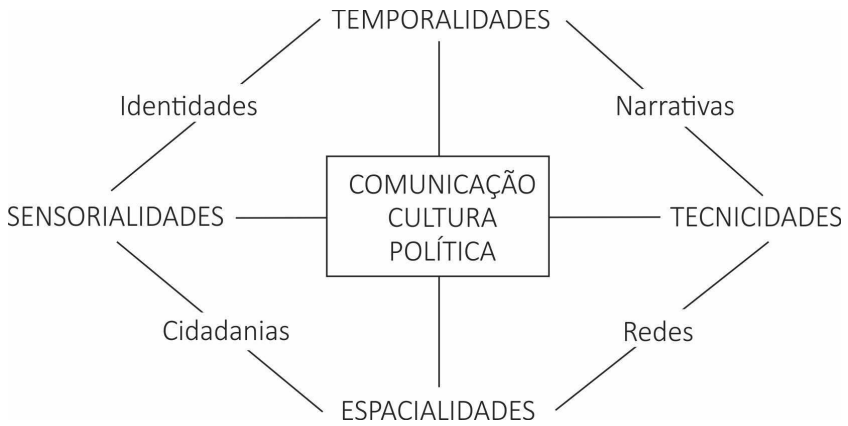 TEMPORALIDADES
Identidades
Narrativas
COMUNICAÇÃO
CULTURA
POLÍTICA
SENSORIALIDADES
TECNICIDADES
Cidadanias
Redes
ESPACIALIDADES